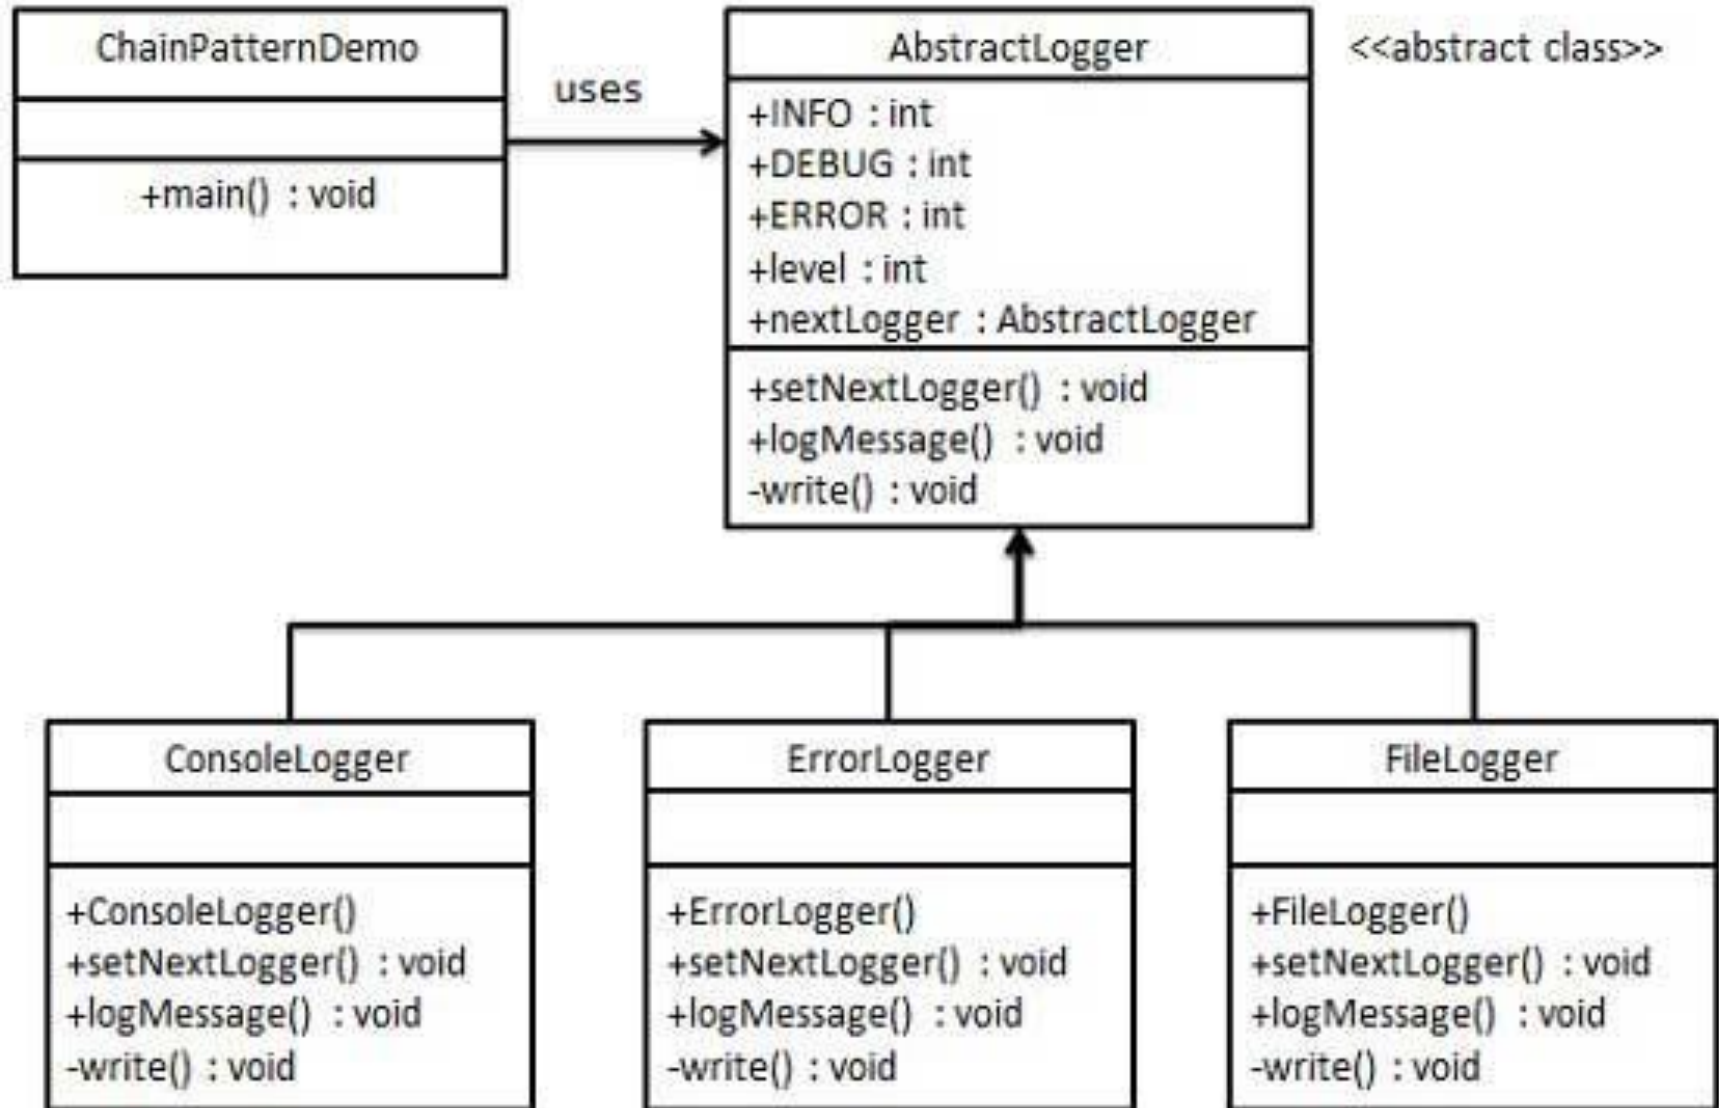 ChainPatternDemo
+main() : void
uses
AbstractLogger
<<abstract class>>
+INFO : int
+DEBUG : int
+ERROR : int
+level : int
+nextLogger : AbstractLogger
+setNextLogger() : void
+logMessage() : void
-write() : void
ConsoleLogger
+ConsoleLogger()
+setNextLogger() : void
+logMessage() : void
-write() : void
ErrorLogger
+ErrorLogger()
+setNextLogger() : void
+logMessage() : void
-write() : void
FileLogger
+FileLogger()
+setNextLogger() : void
+logMessage() : void
-write() : void